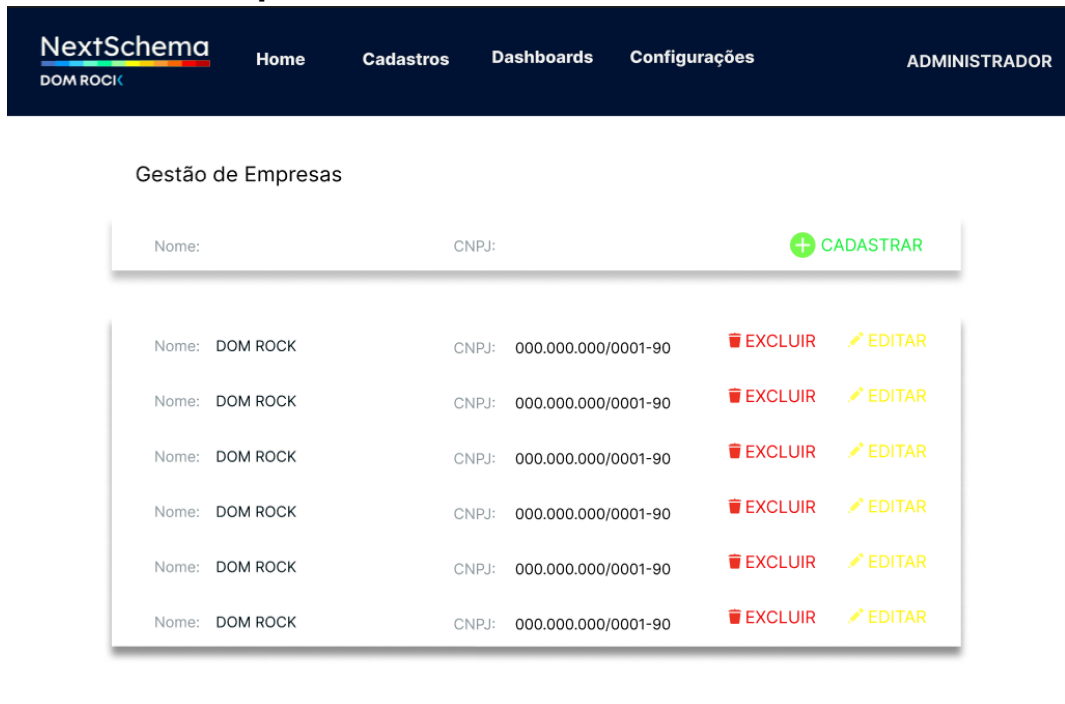 NextSchema
DOM ROCK
Home Cadastros Dashboards Configurações ADMINISTRADOR
Gestão de Empresas
Nome: CNPJ: CADASTRAR
Nome: DOM ROCK CNPJ: 000.000.000/0001-90 EXCLUIR EDITAR
Nome: DOM ROCK CNPJ: 000.000.000/0001-90 EXCLUIR EDITAR
Nome: DOM ROCK CNPJ: 000.000.000/0001-90 EXCLUIR EDITAR
Nome: DOM ROCK CNPJ: 000.000.000/0001-90 EXCLUIR EDITAR
Nome: DOM ROCK CNPJ: 000.000.000/0001-90 EXCLUIR EDITAR
Nome: DOM ROCK CNPJ: 000.000.000/0001-90 EXCLUIR EDITAR